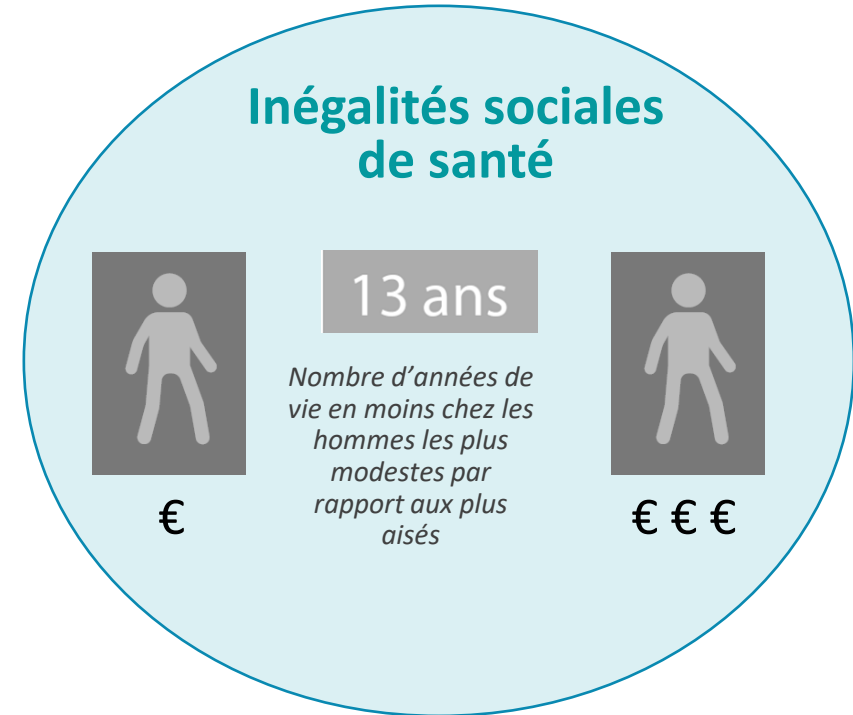 Inégalités sociales
de santé
13 ans
Nombre d’années de
vie en moins chez les
hommes les plus
modestes par
rapport aux plus
aisés
€
€ € €